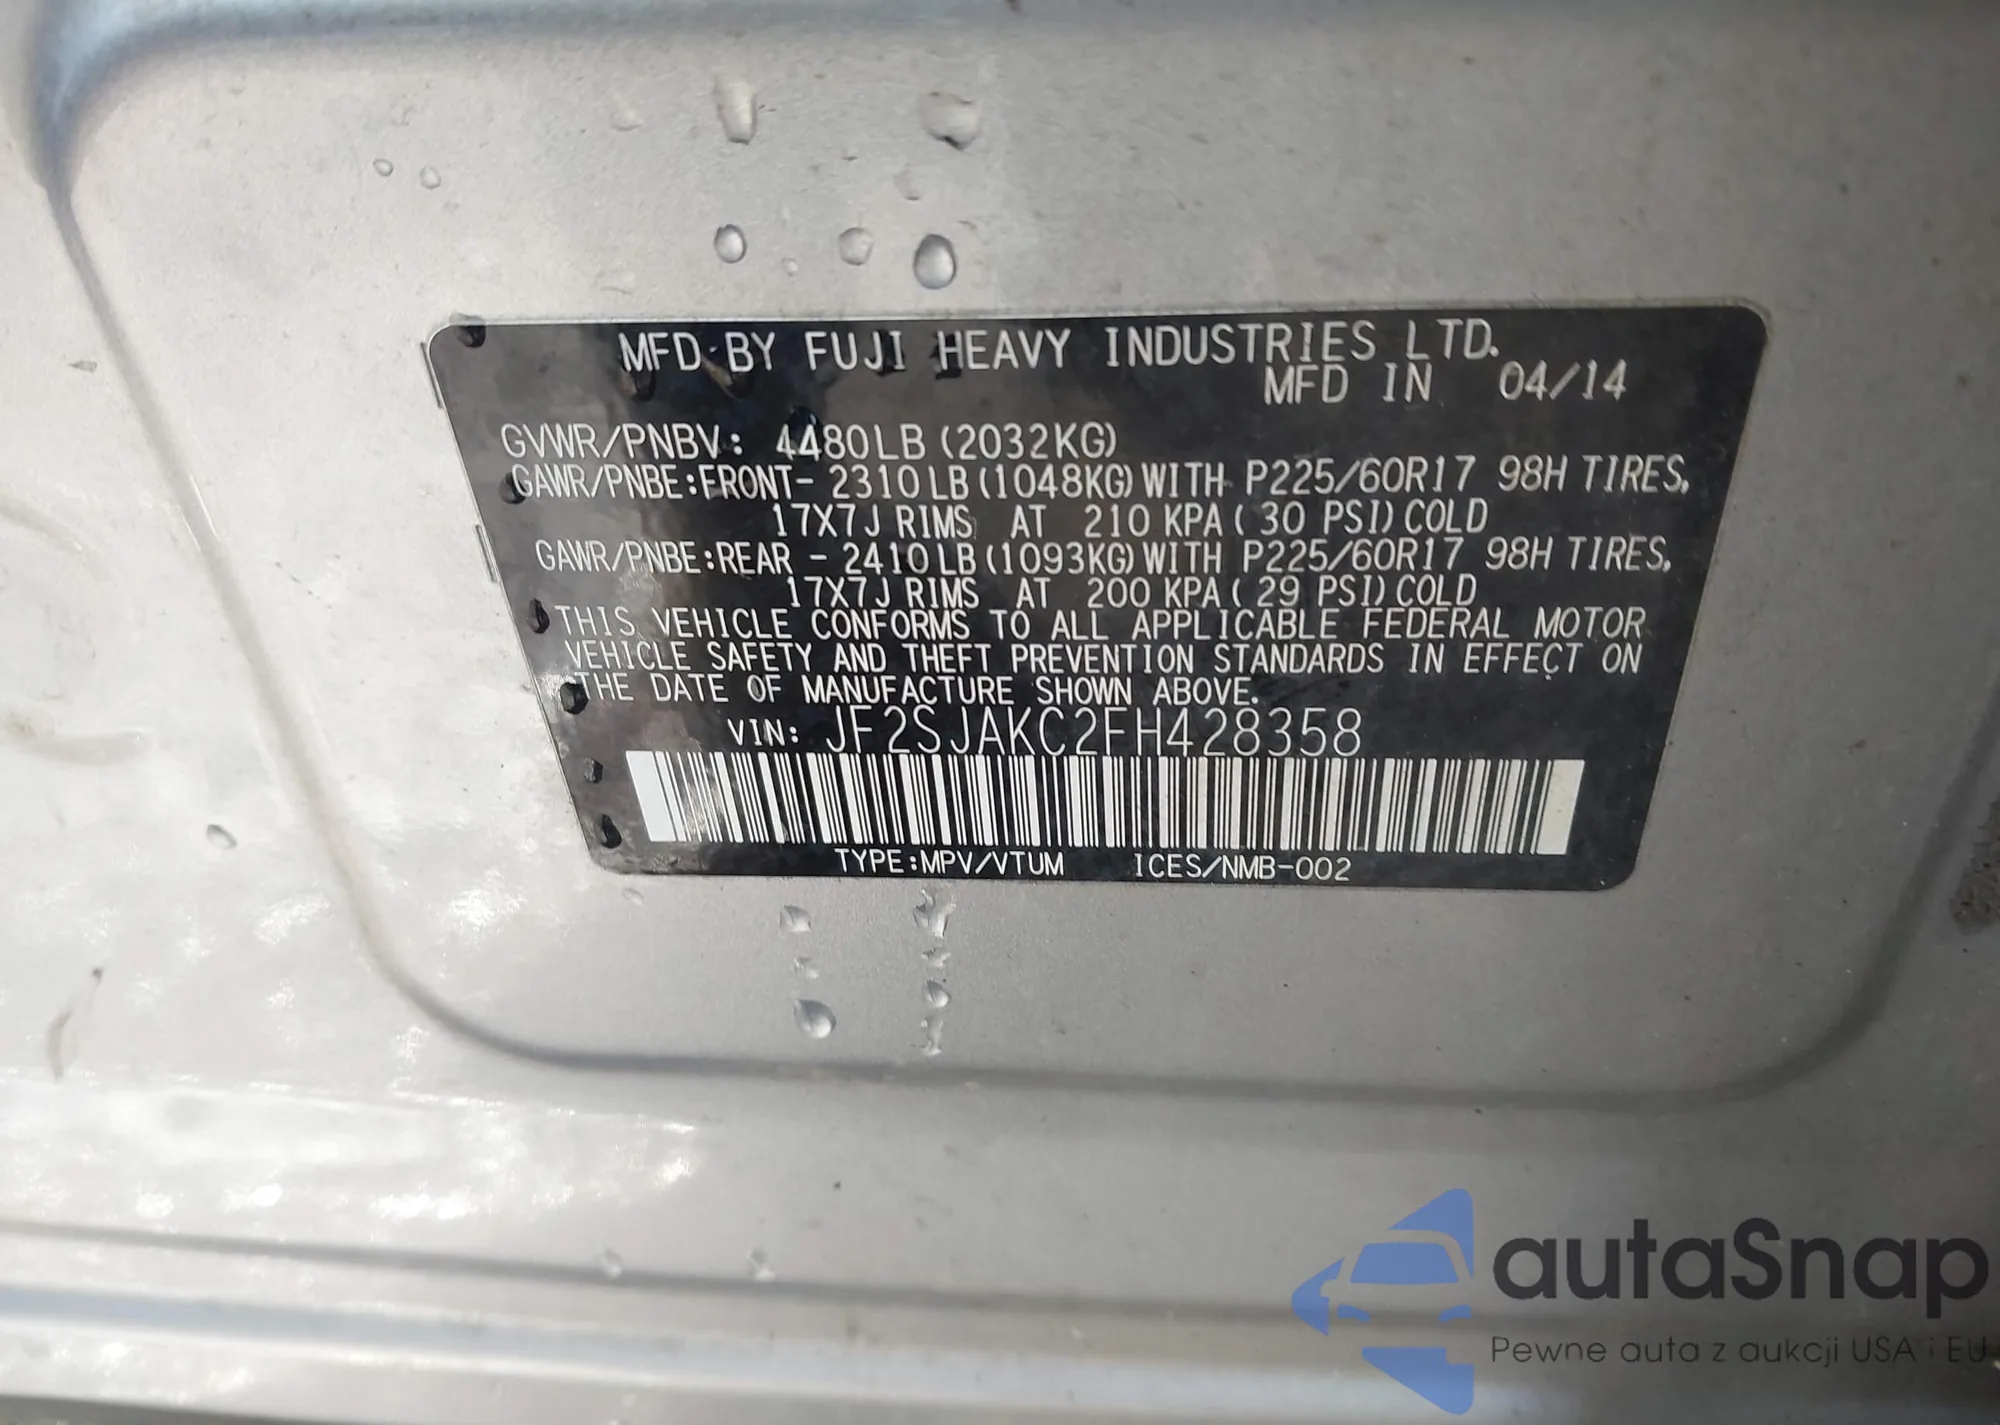 MFD BY FUJI HEAVY INDUSTRIES LTD.
MFD IN 04/14
GVWR/PNBV: 4480LB (2032KG)
GAWR/PNBE:FRONT- 2310LB (1048KG) WITH P225/60R17 98H TIRES.
17X7J RIMS AT 210 KPA ( 30 PSI) COLD
GAWR/PNBE:REAR - 2410LB (1093KG) WITH P225/60R17 98H TIRES.
17X7J RIMS AT 200 KPA ( 29 PSI) COLD
THIS VEHICLE CONFORMS TO ALL APPLICABLE FEDERAL MOTOR
VEHICLE SAFETY AND THEFT PREVENTION STANDARDS IN EFFECT ON
THE DATE OF MANUFACTURE SHOWN ABOVE.
VIN: JF2SJAKC2FH428358
TYPE:MPV/VTUM ICES/NMB-002
autaSnap
Pewne auta z aukcji USA i EU